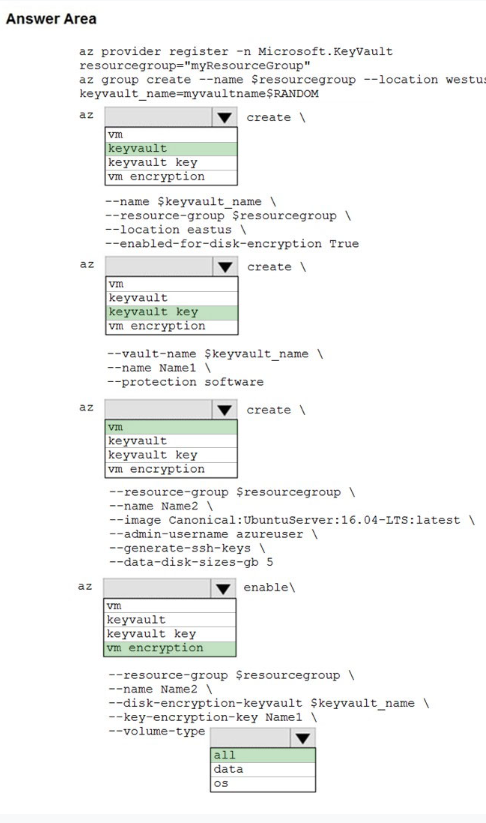 Answer Area
az provider register -n Microsoft.KeyVault
resourcegroup="myResourceGroup"
az group create --name $resourcegroup --location westus
keyvault_name=myvaultname$RANDOM
az create \
vm
keyvault
keyvault key
vm encryption
--name $keyvault_name \
--resource-group $resourcegroup \
--location eastus \
--enabled-for-disk-encryption True
az create \
vm
keyvault
keyvault key
vm encryption
--vault-name $keyvault_name \
--name Name1 \
--protection software
az create \
vm
keyvault
keyvault key
vm encryption
--resource-group $resourcegroup \
--name Name2 \
--image Canonical:UbuntuServer:16.04-LTS:latest \
--admin-username azureuser \
--generate-ssh-keys \
--data-disk-sizes-gb 5
az enable\
vm
keyvault
keyvault key
vm encryption
--resource-group $resourcegroup \
--name Name2 \
--disk-encryption-keyvault $keyvault_name \
--key-encryption-key Name1 \
--volume-type
all
data
os